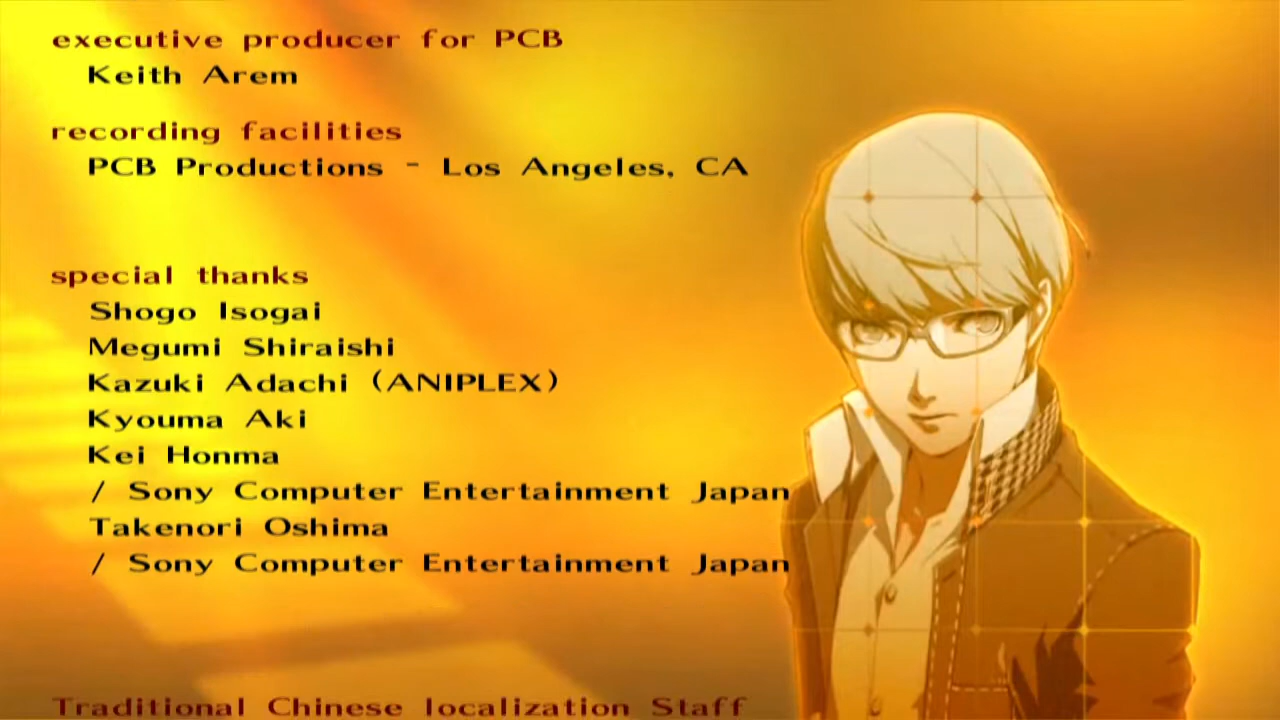 executive producer for PCB
Keith Arem
recording facilities
PCB Productions - Los Angeles, CA
special thanks
Shogo Isogai
Megumi Shiraishi
Kazuki Adachi (ANIPLEX)
Kyouma Aki
Kei Honma
/ Sony Computer Entertainment Japan
Takenori Oshima
/ Sony Computer Entertainment Japan
Traditional Chinese localization Staff